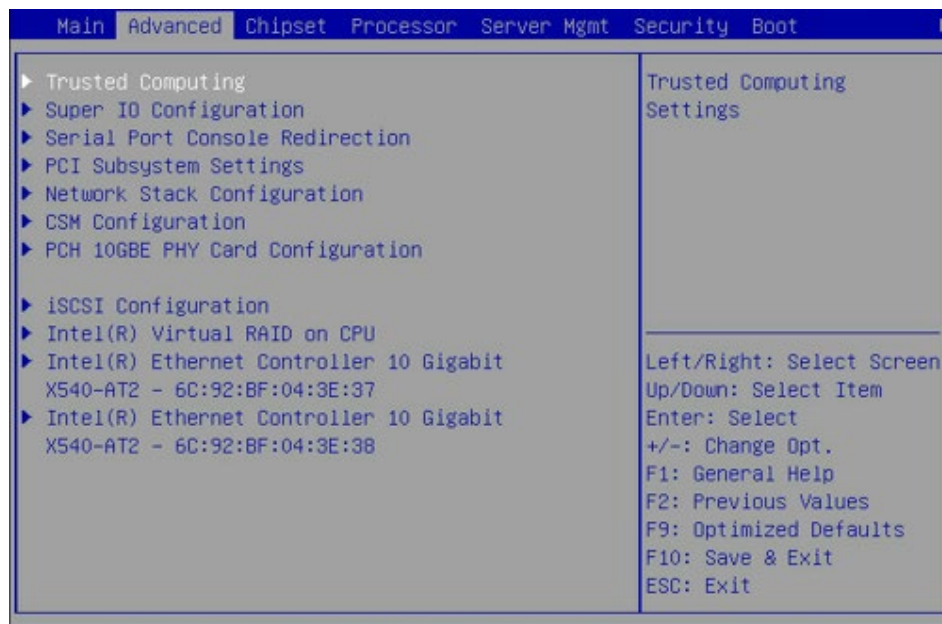 Main Advanced Chipset Processor Server Mgmt Security Boot
Trusted Computing
Super IO Configuration
Serial Port Console Redirection
PCI Subsystem Settings
Network Stack Configuration
CSM Configuration
PCH 10GBE PHY Card Configuration
iSCSI Configuration
Intel(R) Virtual RAID on CPU
Intel(R) Ethernet Controller 10 Gigabit
X540-AT2 - 6C:92:BF:04:3E:37
Intel(R) Ethernet Controller 10 Gigabit
X540-AT2 - 6C:92:BF:04:3E:38
Trusted Computing
Settings
Left/Right: Select Screen
Up/Down: Select Item
Enter: Select
+/-: Change Opt.
F1: General Help
F2: Previous Values
F9: Optimized Defaults
F10: Save & Exit
ESC: Exit